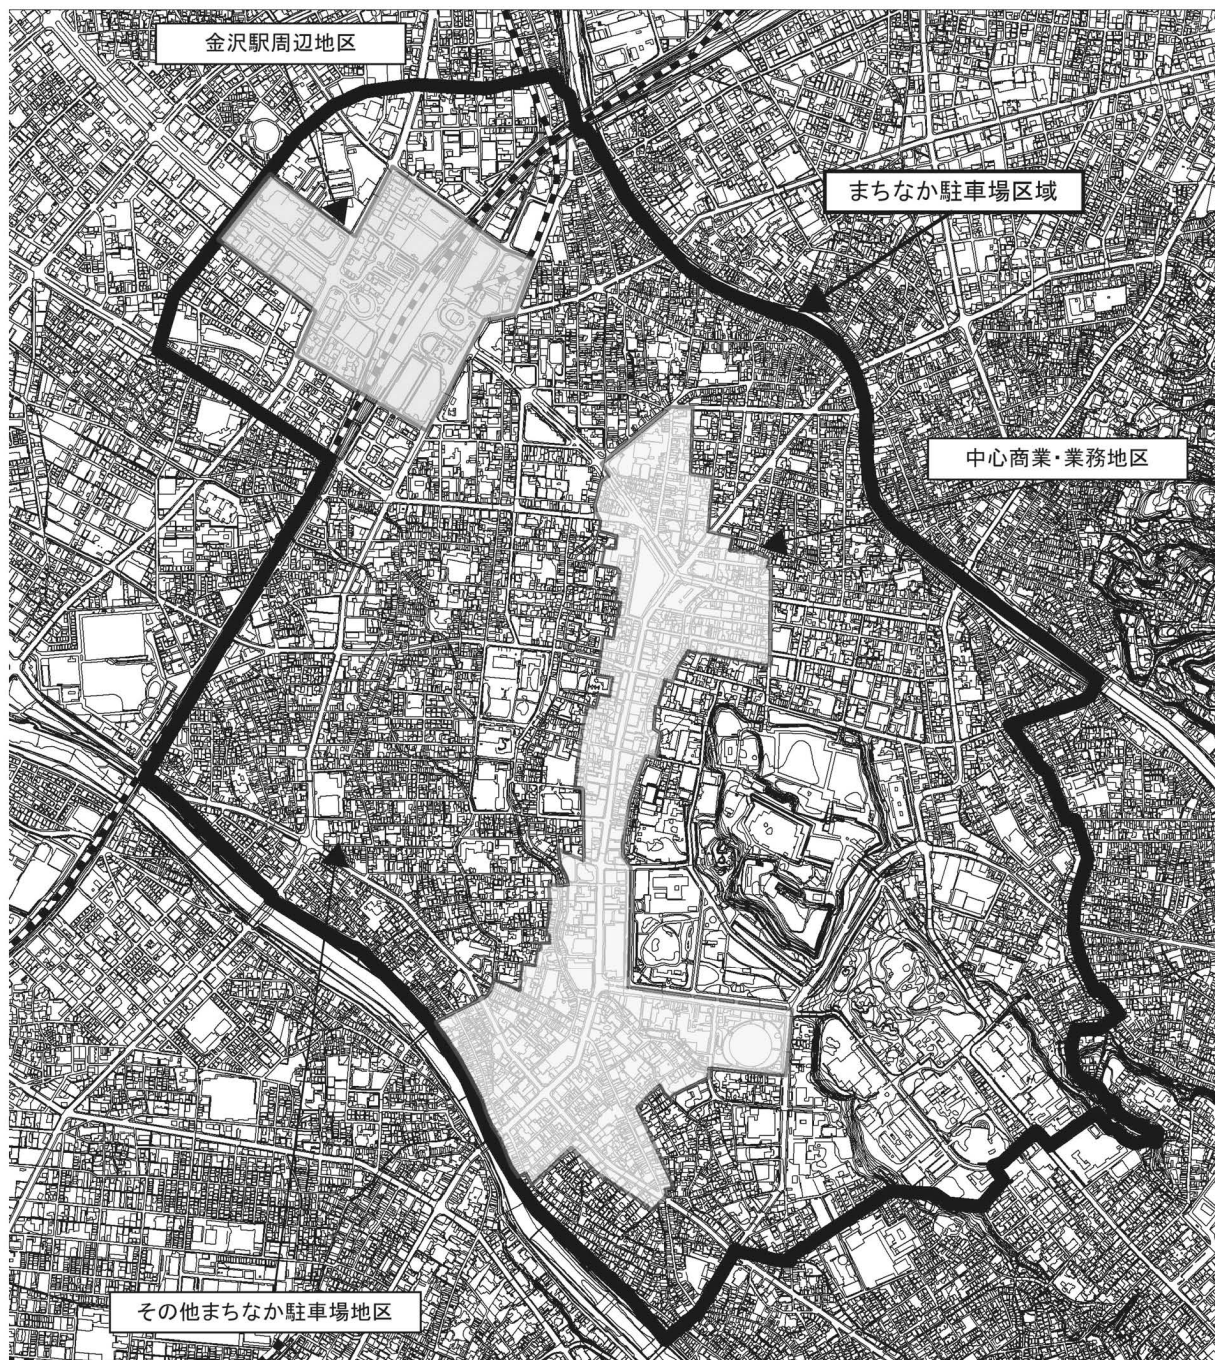 金沢駅周辺地区
まちなか駐車場区域
中心商業・業務地区
その他まちなか駐車場地区